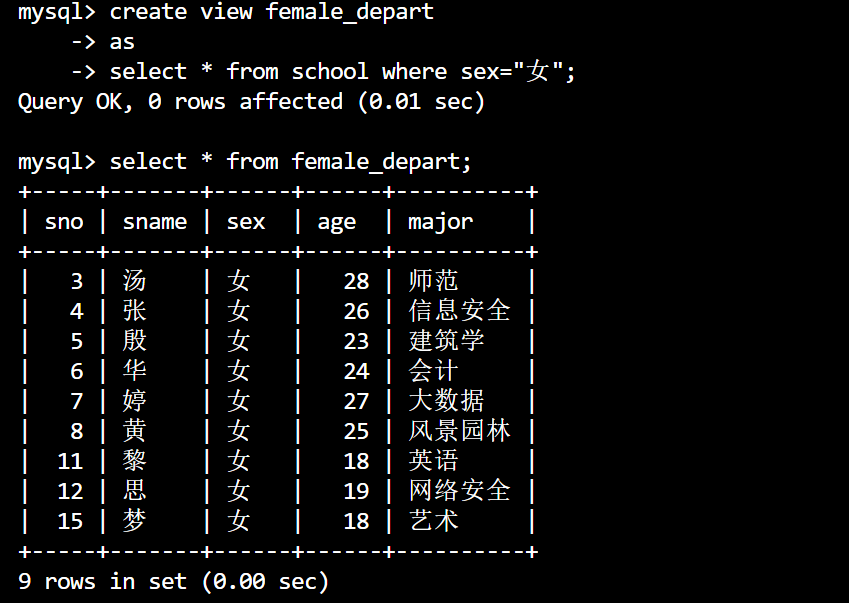 mysql> create view female_depart
    -> as
    -> select * from school where sex="女";
Query OK, 0 rows affected (0.01 sec)

mysql> select * from female_depart;
+-----+-------+------+------+----------+
| sno | sname | sex  | age  | major    |
+-----+-------+------+------+----------+
|   3 | 汤    | 女   |   28 | 师范     |
|   4 | 张    | 女   |   26 | 信息安全 |
|   5 | 殷    | 女   |   23 | 建筑学   |
|   6 | 华    | 女   |   24 | 会计     |
|   7 | 婷    | 女   |   27 | 大数据   |
|   8 | 黄    | 女   |   25 | 风景园林 |
|  11 | 黎    | 女   |   18 | 英语     |
|  12 | 思    | 女   |   19 | 网络安全 |
|  15 | 梦    | 女   |   18 | 艺术     |
+-----+-------+------+------+----------+
9 rows in set (0.00 sec)